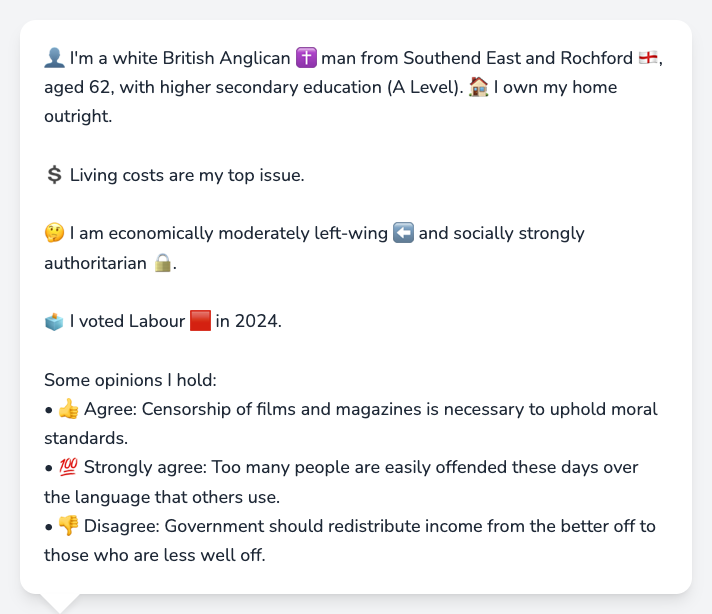 👤 I'm a white British Anglican ✝️ man from Southend East and Rochford 🏴󠁧󠁢󠁥󠁮󠁧󠁿,
aged 62, with higher secondary education (A Level). 🏠 I own my home
outright.
💲 Living costs are my top issue.
🤔 I am economically moderately left-wing ⬅️ and socially strongly
authoritarian 🔒.
🗳️ I voted Labour 🟥 in 2024.
Some opinions I hold:
• 👍 Agree: Censorship of films and magazines is necessary to uphold moral
standards.
• 💯 Strongly agree: Too many people are easily offended these days over
the language that others use.
• 👎 Disagree: Government should redistribute income from the better off to
those who are less well off.